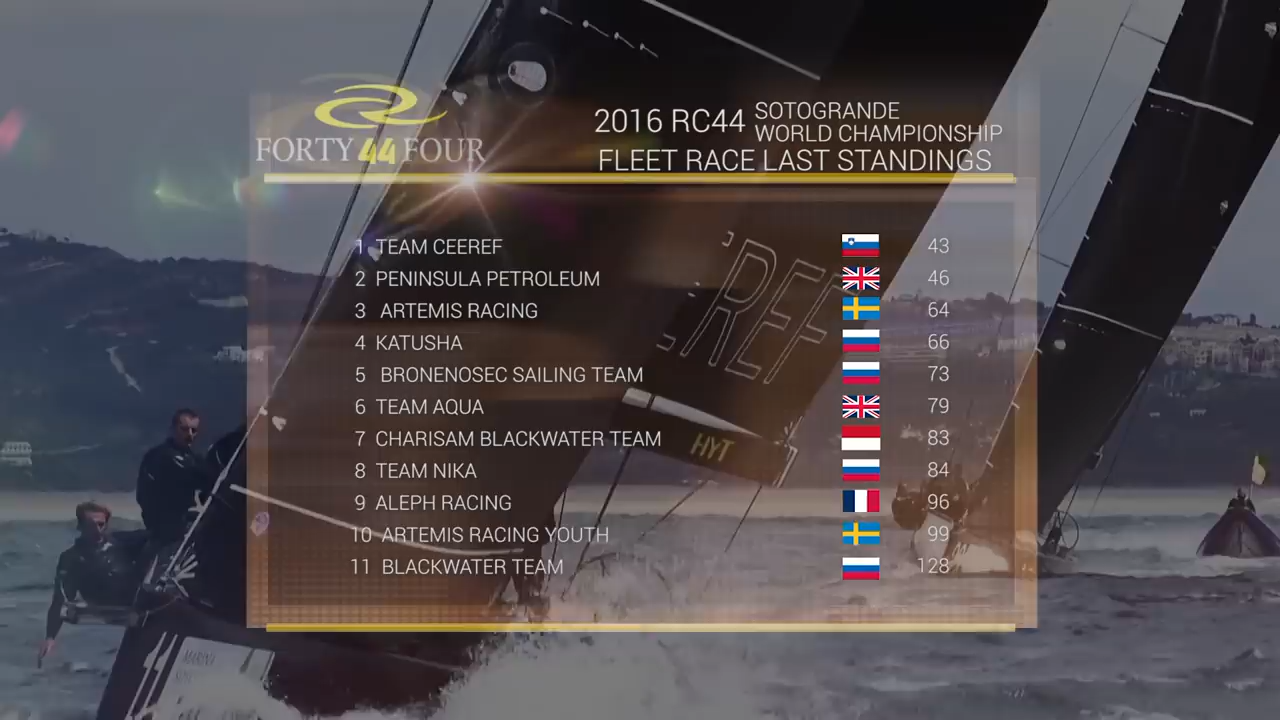 FORTY 44 FOUR
2016 RC44 SOTOGRANDE
WORLD CHAMPIONSHIP
FLEET RACE LAST STANDINGS
1 TEAM CEEREF 43
2 PENINSULA PETROLEUM 46
3 ARTEMIS RACING 64
4 KATUSHA 66
5 BRONENOSEC SAILING TEAM 73
6 TEAM AQUA 79
7 CHARISAM BLACKWATER TEAM 83
8 TEAM NIKA 84
9 ALEPH RACING 96
10 ARTEMIS RACING YOUTH 99
11 BLACKWATER TEAM 128
REEF
HYT
MARINA